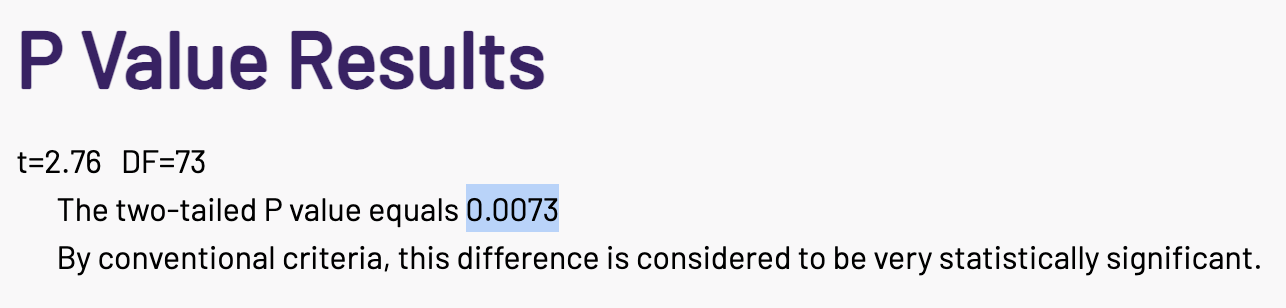 P Value Results
t=2.76 DF=73
The two-tailed P value equals 0.0073
By conventional criteria, this difference is considered to be very statistically significant.